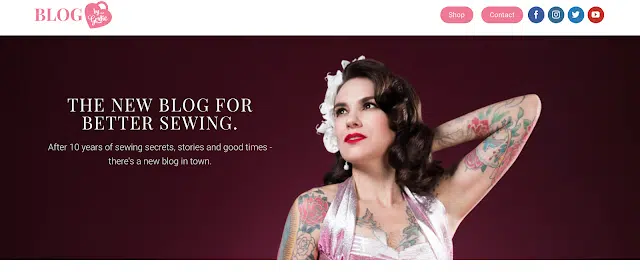 BLOG by Gertie
Shop
Contact
THE NEW BLOG FOR
BETTER SEWING.
After 10 years of sewing secrets, stories and good times -
there's a new blog in town.